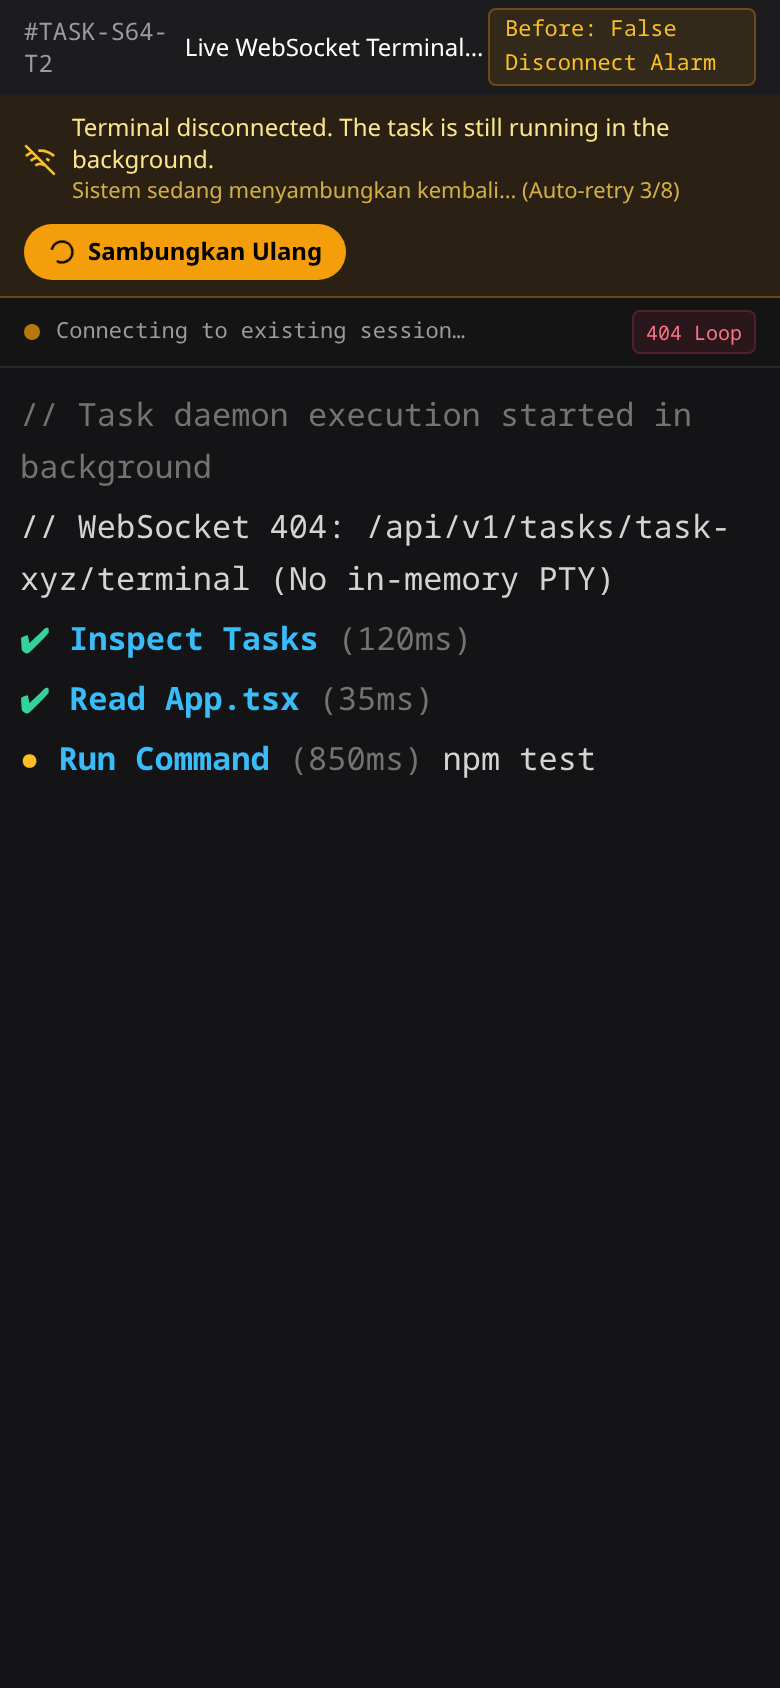 #TASK-S64-
T2
Live WebSocket Terminal...
Before: False
Disconnect Alarm
Terminal disconnected. The task is still running in the
background.
Sistem sedang menyambungkan kembali... (Auto-retry 3/8)
Sambungkan Ulang
Connecting to existing session…
404 Loop
// Task daemon execution started in
background
// WebSocket 404: /api/v1/tasks/task-
xyz/terminal (No in-memory PTY)
✔ Inspect Tasks (120ms)
✔ Read App.tsx (35ms)
● Run Command (850ms) npm test